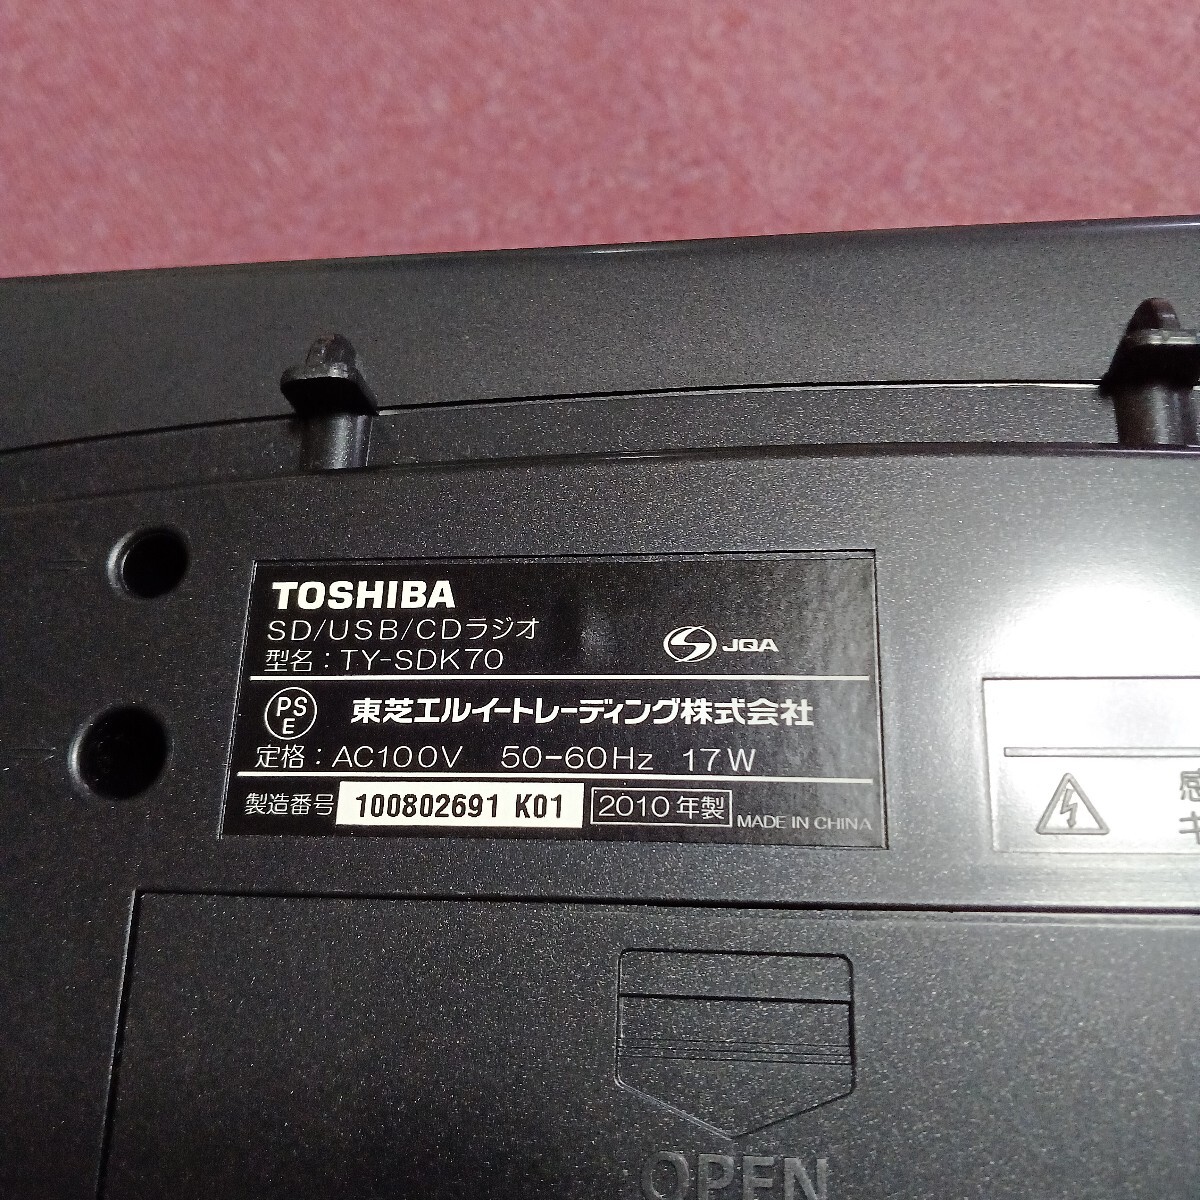 TOSHIBA
SD/USB/CDラジオ
型名：TY-SDK70
JQA
PS
E
東芝エルイートレーディング株式会社
定格：AC100V 50-60Hz 17W
製造番号 100802691 K01 2010年製 MADE IN CHINA
感
キ
OPEN